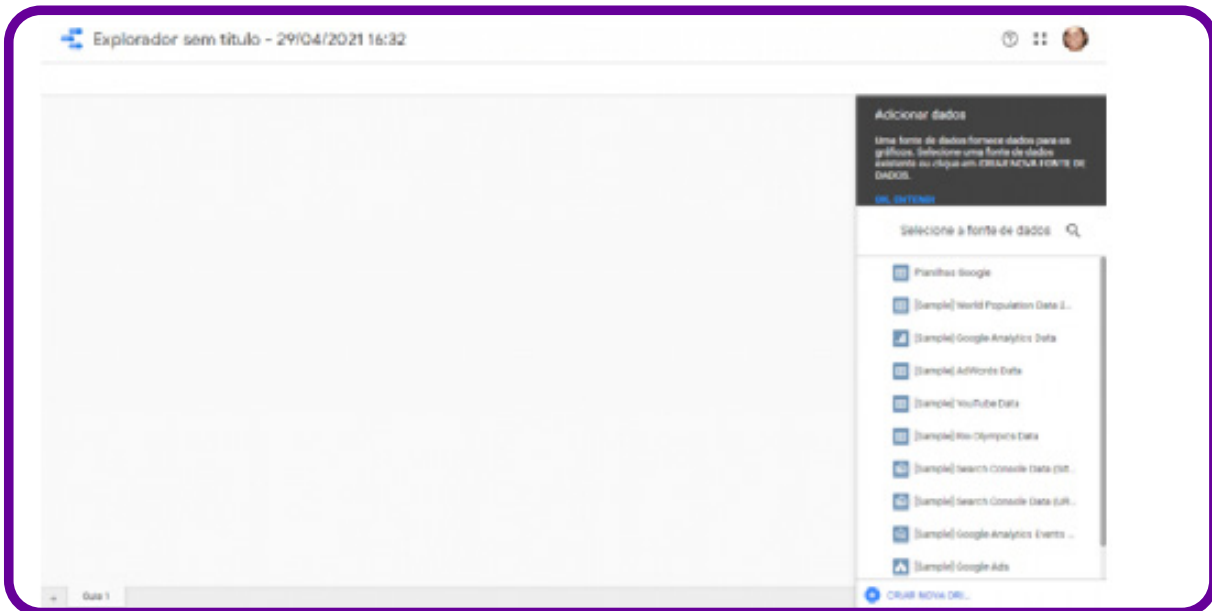 Explorador sem título - 29/04/2021 16:32
Adicionar dados
Uma fonte de dados fornece dados para os
gráficos. Selecione uma fonte de dados
existente ou clique em CRIAR NOVA FONTE DE
DADOS.
OK, ENTENDI
Selecione a fonte de dados
Planilhas Google
[Sample] World Population Data 2...
[Sample] Google Analytics Data
[Sample] AdWords Data
[Sample] YouTube Data
[Sample] Rio Olympics Data
[Sample] Search Console Data (Sit...
[Sample] Search Console Data (UR...
[Sample] Google Analytics Events ...
[Sample] Google Ads
Guia 1
CRIAR NOVA ORI...